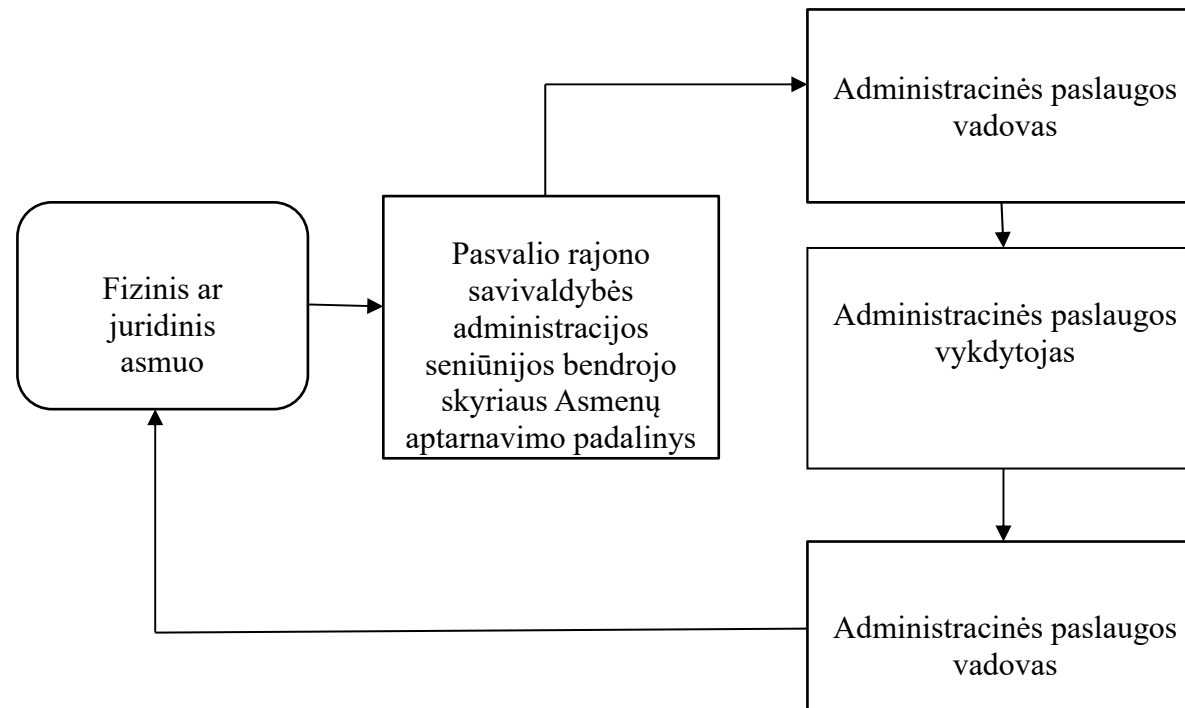 Fizinis ar
juridinis
asmuo
Pasvalio rajono
savivaldybės
administracijos
seniūnijos bendrojo
skyriaus Asmenų
aptarnavimo padalinys
Administracinės paslaugos
vadovas
Administracinės paslaugos
vykdytojas
Administracinės paslaugos
vadovas